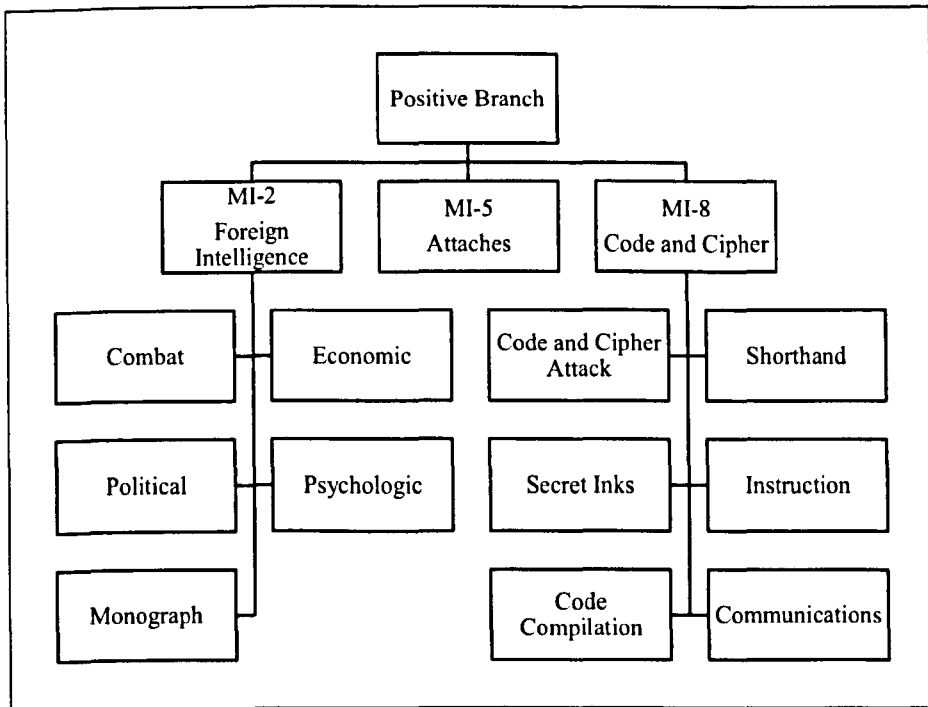 Positive Branch
MI-2
Foreign
Intelligence
MI-5
Attaches
MI-8
Code and Cipher
Combat
Economic
Code and Cipher
Attack
Shorthand
Political
Psychologic
Secret Inks
Instruction
Monograph
Code
Compilation
Communications